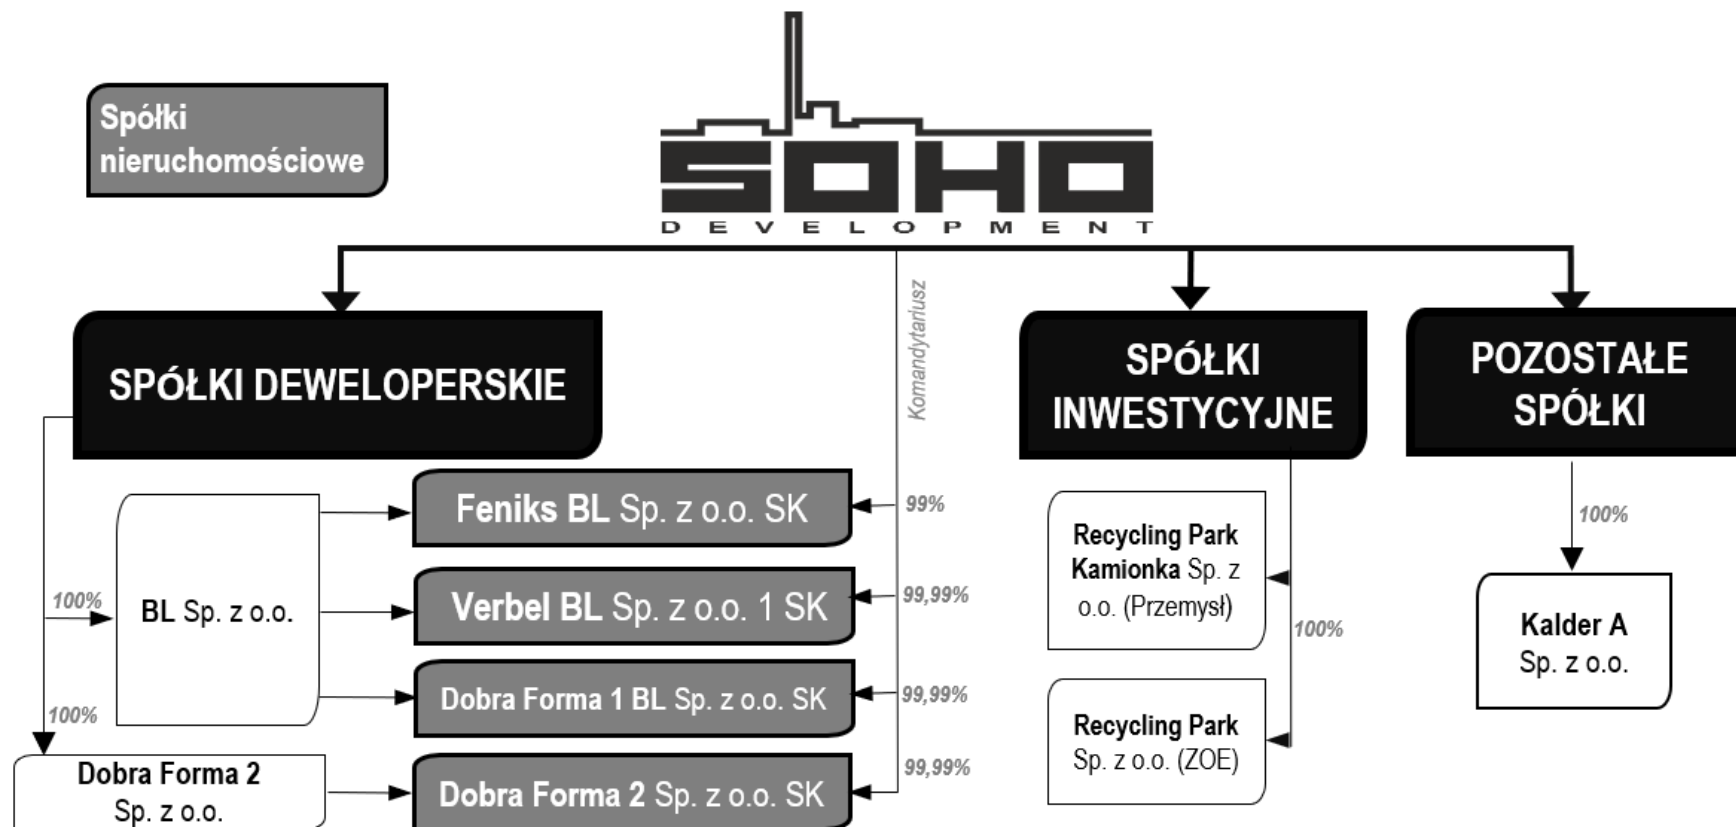 Spółki
nieruchomościowe
SOHO
DEVELOPMENT
Komandytariusz
SPÓŁKI DEWELOPERSKIE
SPÓŁKI
INWESTYCYJNE
POZOSTAŁE
SPÓŁKI
Feniks BL Sp. z o.o. SK
99%
100%
BL Sp. z o.o.
Verbel BL Sp. z o.o. 1 SK
99,99%
Dobra Forma 1 BL Sp. z o.o. SK
99,99%
100%
Dobra Forma 2
Sp. z o.o.
Dobra Forma 2 Sp. z o.o. SK
99,99%
Recycling Park
Kamionka Sp. z
o.o. (Przemysł)
100%
Recycling Park
Sp. z o.o. (ZOE)
100%
Kalder A
Sp. z o.o.